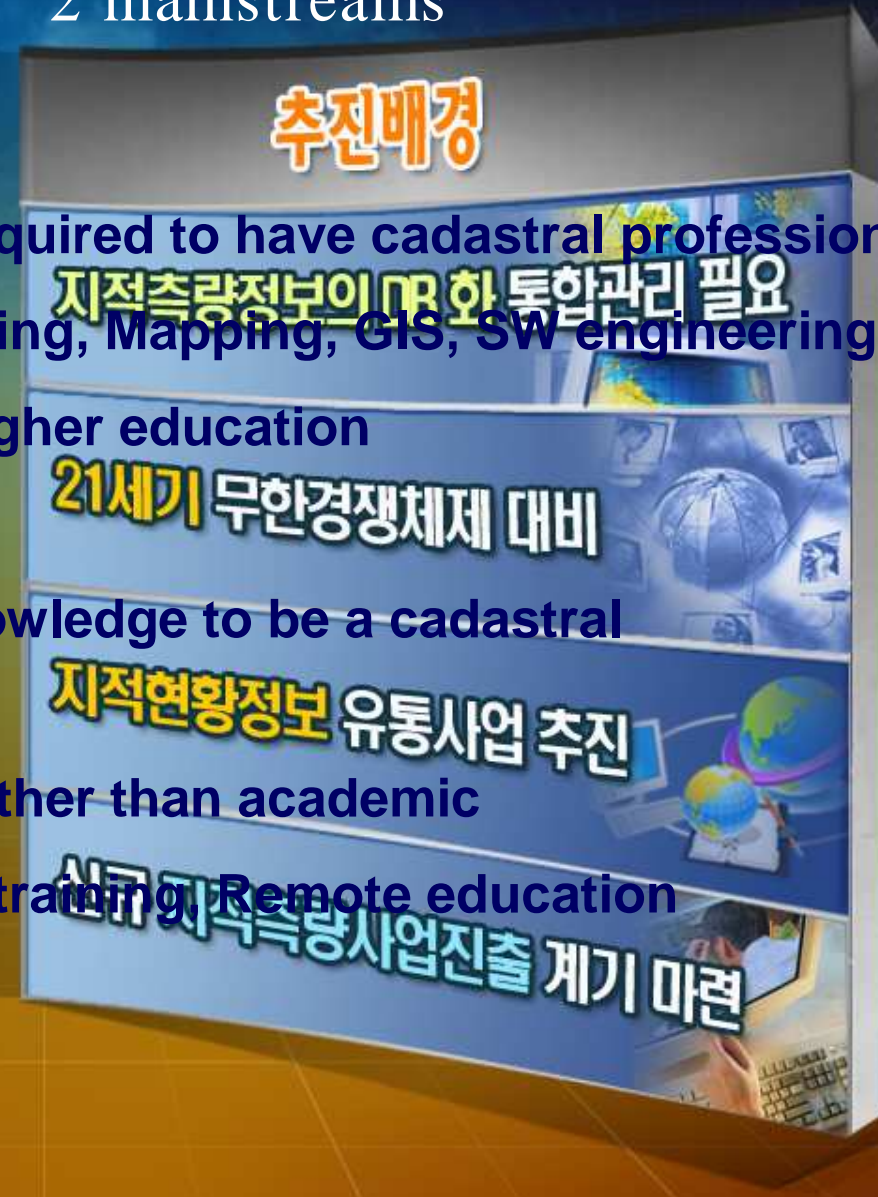 2 mainstreams
추진배경
quired to have cadastral profession
지적측량정보의 DB 화 통합관리 필요
ing, Mapping, GIS, SW engineering
gher education
21세기 무한경쟁체제 대비
owledge to be a cadastral
지적현황정보 유통사업 추진
ther than academic
training, Remote education
신규 지적측량사업진출 계기 마련